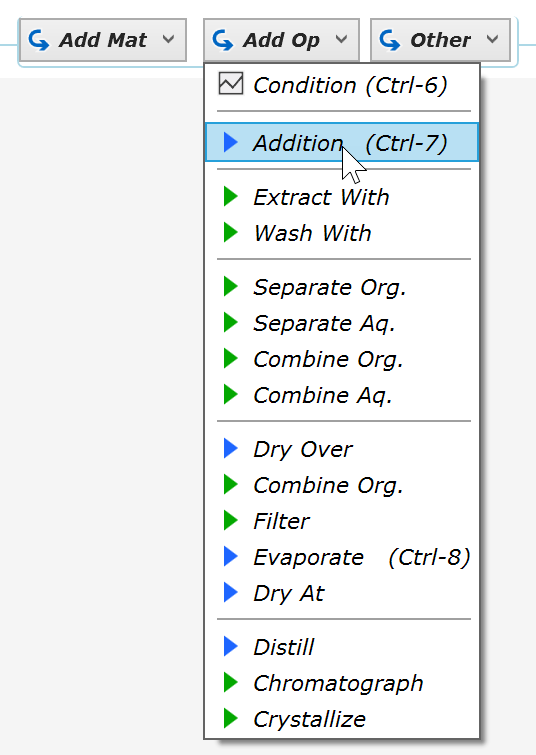 Add Mat Add Op Other
Condition (Ctrl-6)
Addition (Ctrl-7)
Extract With
Wash With
Separate Org.
Separate Aq.
Combine Org.
Combine Aq.
Dry Over
Combine Org.
Filter
Evaporate (Ctrl-8)
Dry At
Distill
Chromatograph
Crystallize